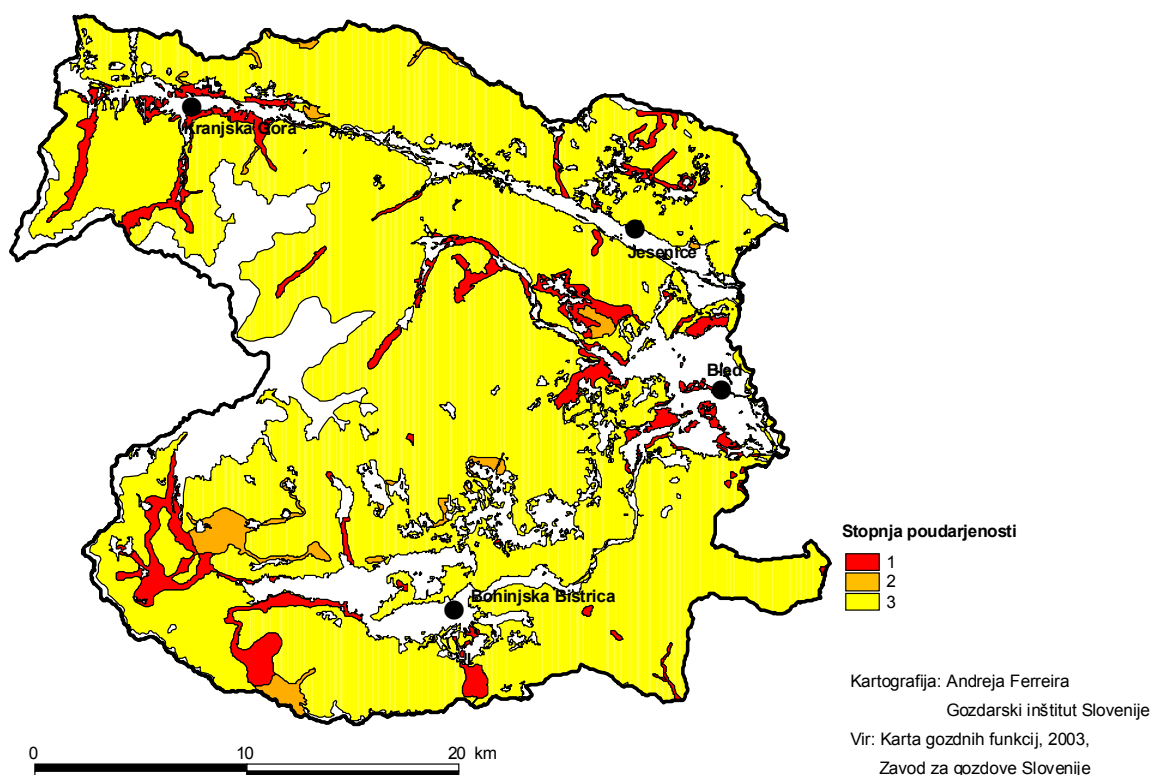 Kranjska Gora
Jesenice
Bled
Bohinjska Bistrica
Stopnja poudarjenosti
1
2
3
Kartografija: Andreja Ferreira
Gozdarski inštitut Slovenije
Vir: Karta gozdnih funkcij, 2003,
Zavod za gozdove Slovenije
0 10 20 km